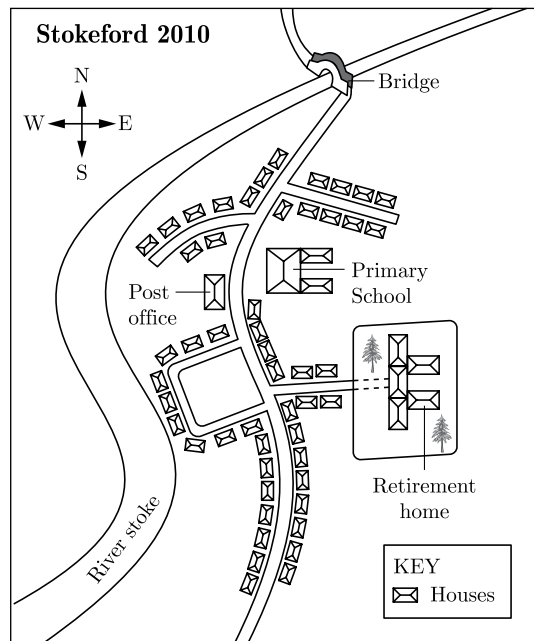 Stokeford 2010
N
W
E
S
Bridge
Primary
School
Post
office
Retirement
home
River stoke
KEY
Houses